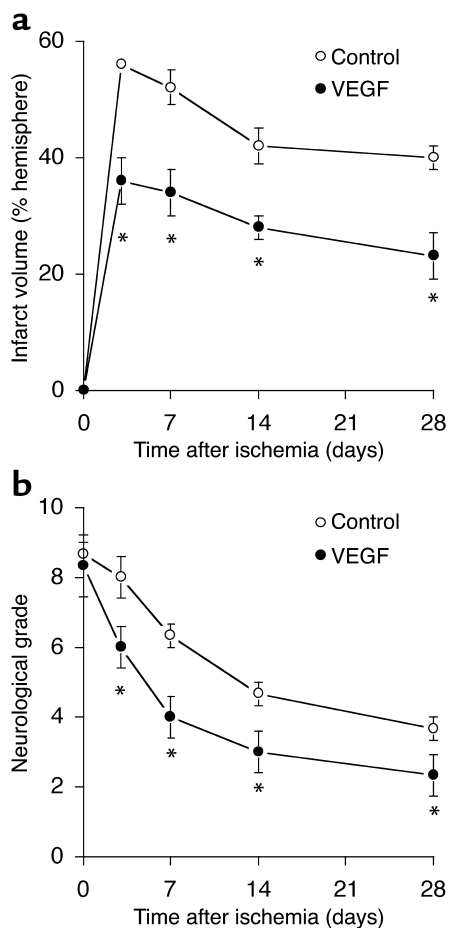 a
60
40
20
0
Infarct volume (% hemisphere)
Control
VEGF
* * * *
0 7 14 21 28
Time after ischemia (days)
b
10
8
6
4
2
0
Neurological grade
Control
VEGF
* * * *
0 7 14 21 28
Time after ischemia (days)